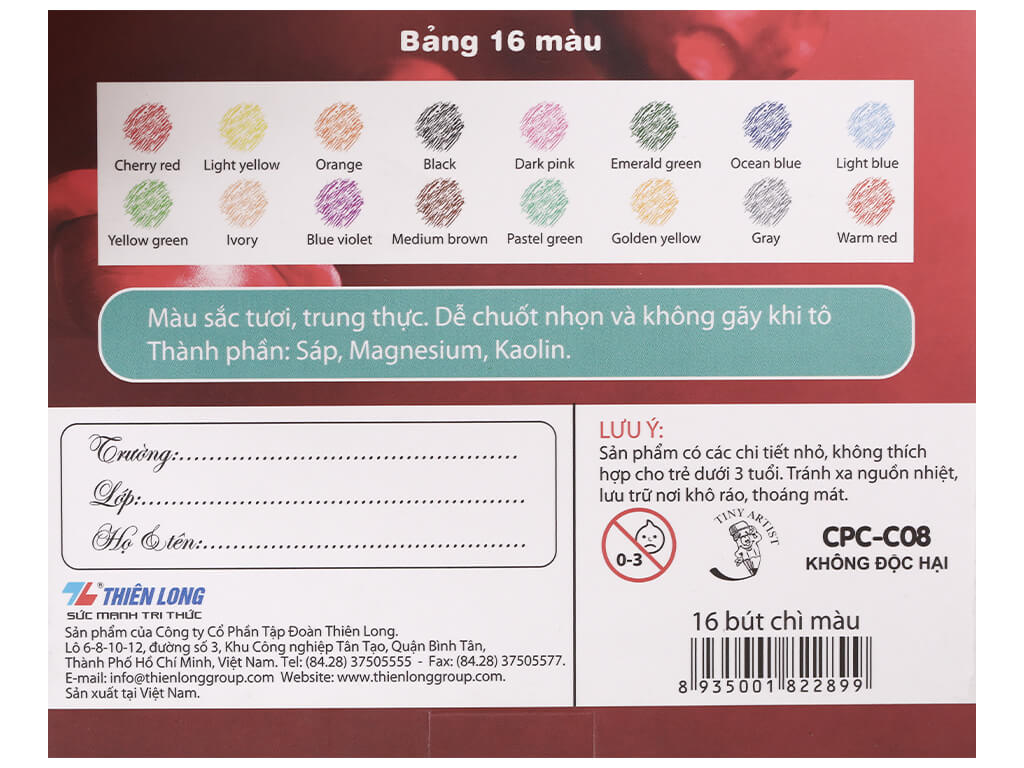 Bảng 16 màu
Cherry red Light yellow Orange Black Dark pink Emerald green Ocean blue Light blue
Yellow green Ivory Blue violet Medium brown Pastel green Golden yellow Gray Warm red
Màu sắc tươi, trung thực. Dễ chuốt nhọn và không gãy khi tô
Thành phần: Sáp, Magnesium, Kaolin.
Trường:..............................................
Lớp:..................................................
Họ & tên:...........................................
THIÊN LONG
SỨC MẠNH TRI THỨC
Sản phẩm của Công ty Cổ Phần Tập Đoàn Thiên Long.
Lô 6-8-10-12, đường số 3, Khu Công nghiệp Tân Tạo, Quận Bình Tân,
Thành Phố Hồ Chí Minh, Việt Nam. Tel: (84.28) 37505555 - Fax: (84.28) 37505577.
E-mail: info@thienlonggroup.com Website: www.thienlonggroup.com.
Sản xuất tại Việt Nam.
LƯU Ý:
Sản phẩm có các chi tiết nhỏ, không thích
hợp cho trẻ dưới 3 tuổi. Tránh xa nguồn nhiệt,
lưu trữ nơi khô ráo, thoáng mát.
0-3
TINY ARTIST
CPC-C08
KHÔNG ĐỘC HẠI
16 bút chì màu
8 935001 822899